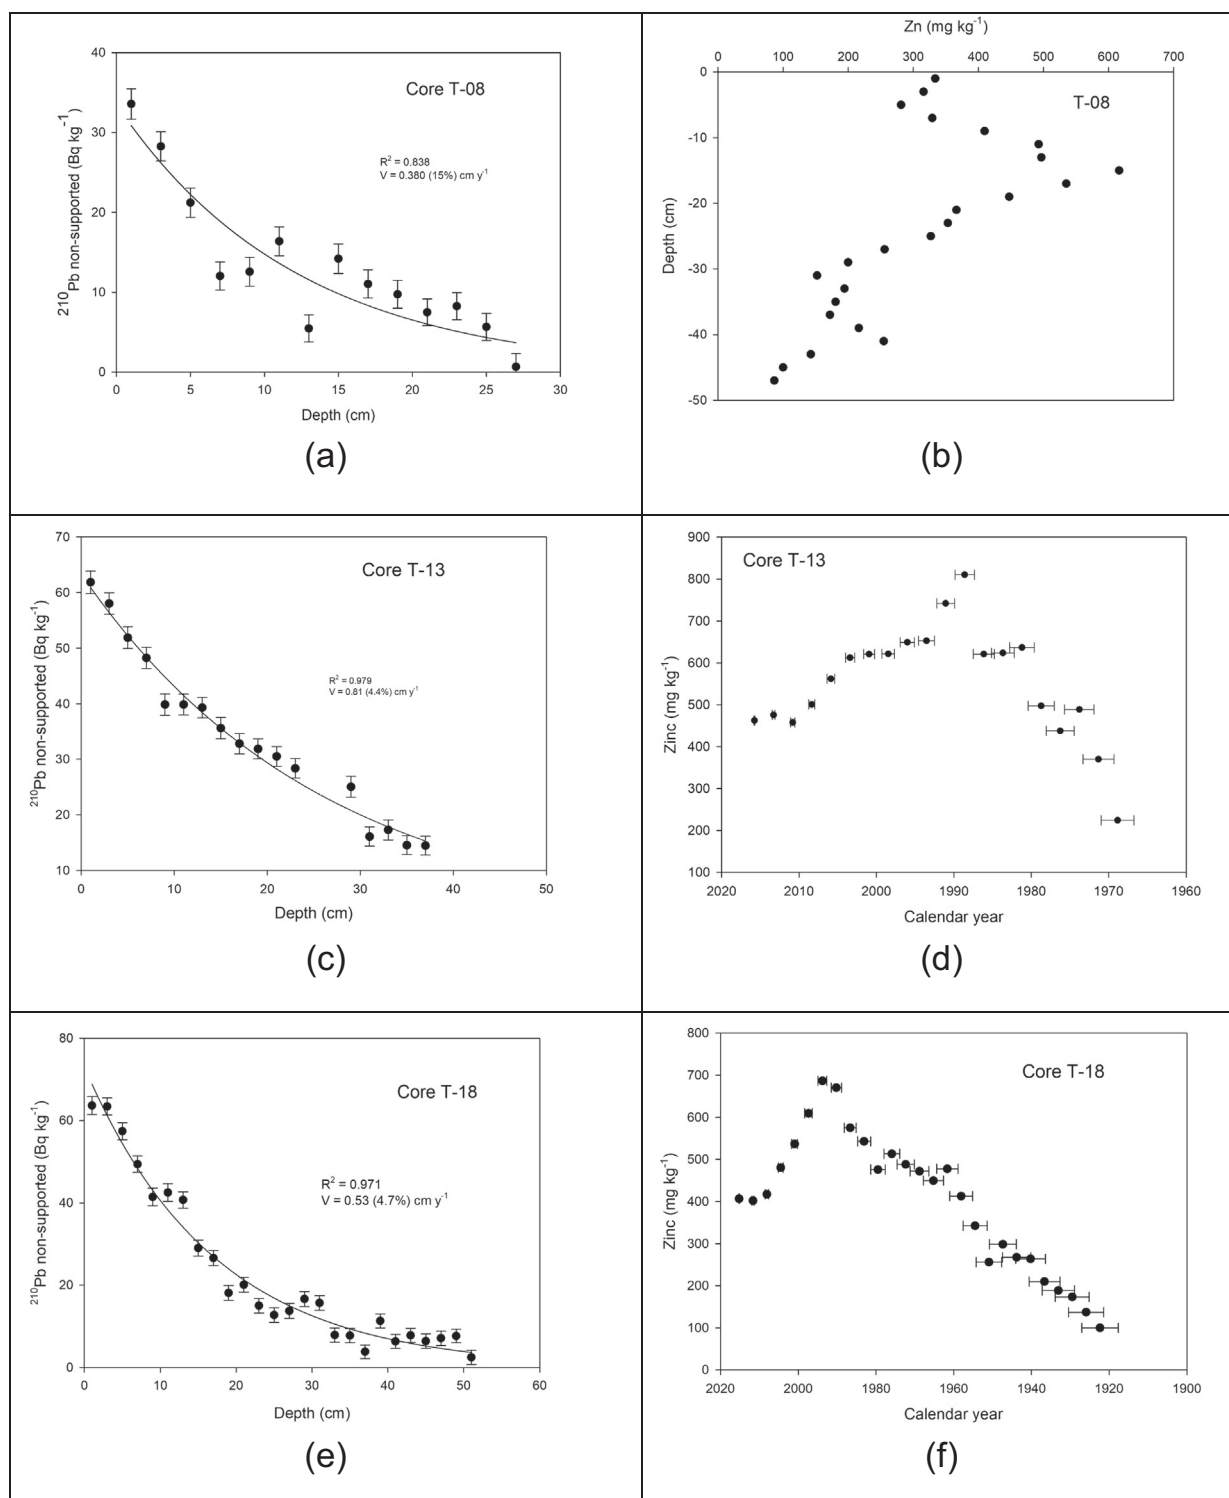 40
30
20
10
0
0 5 10 15 20 25 30
²¹⁰Pb non-supported (Bq kg⁻¹)
Core T-08
R² = 0.838
V = 0.380 (15%) cm y⁻¹
Depth (cm)
(a)
Zn (mg kg⁻¹)
0 100 200 300 400 500 600 700
0
-10
-20
-30
-40
-50
Depth (cm)
T-08
(b)
70
60
50
40
30
20
10
0 10 20 30 40 50
²¹⁰Pb non-supported (Bq kg⁻¹)
Core T-13
R² = 0.979
V = 0.81 (4.4%) cm y⁻¹
Depth (cm)
(c)
900
800
700
600
500
400
300
200
100
2020 2010 2000 1990 1980 1970 1960
Zinc (mg kg⁻¹)
Core T-13
Calendar year
(d)
80
60
40
20
0
0 10 20 30 40 50 60
²¹⁰Pb non-supported (Bq kg⁻¹)
Core T-18
R² = 0.971
V = 0.53 (4.7%) cm y⁻¹
Depth (cm)
(e)
800
700
600
500
400
300
200
100
0
2020 2000 1980 1960 1940 1920 1900
Zinc (mg kg⁻¹)
Core T-18
Calendar year
(f)